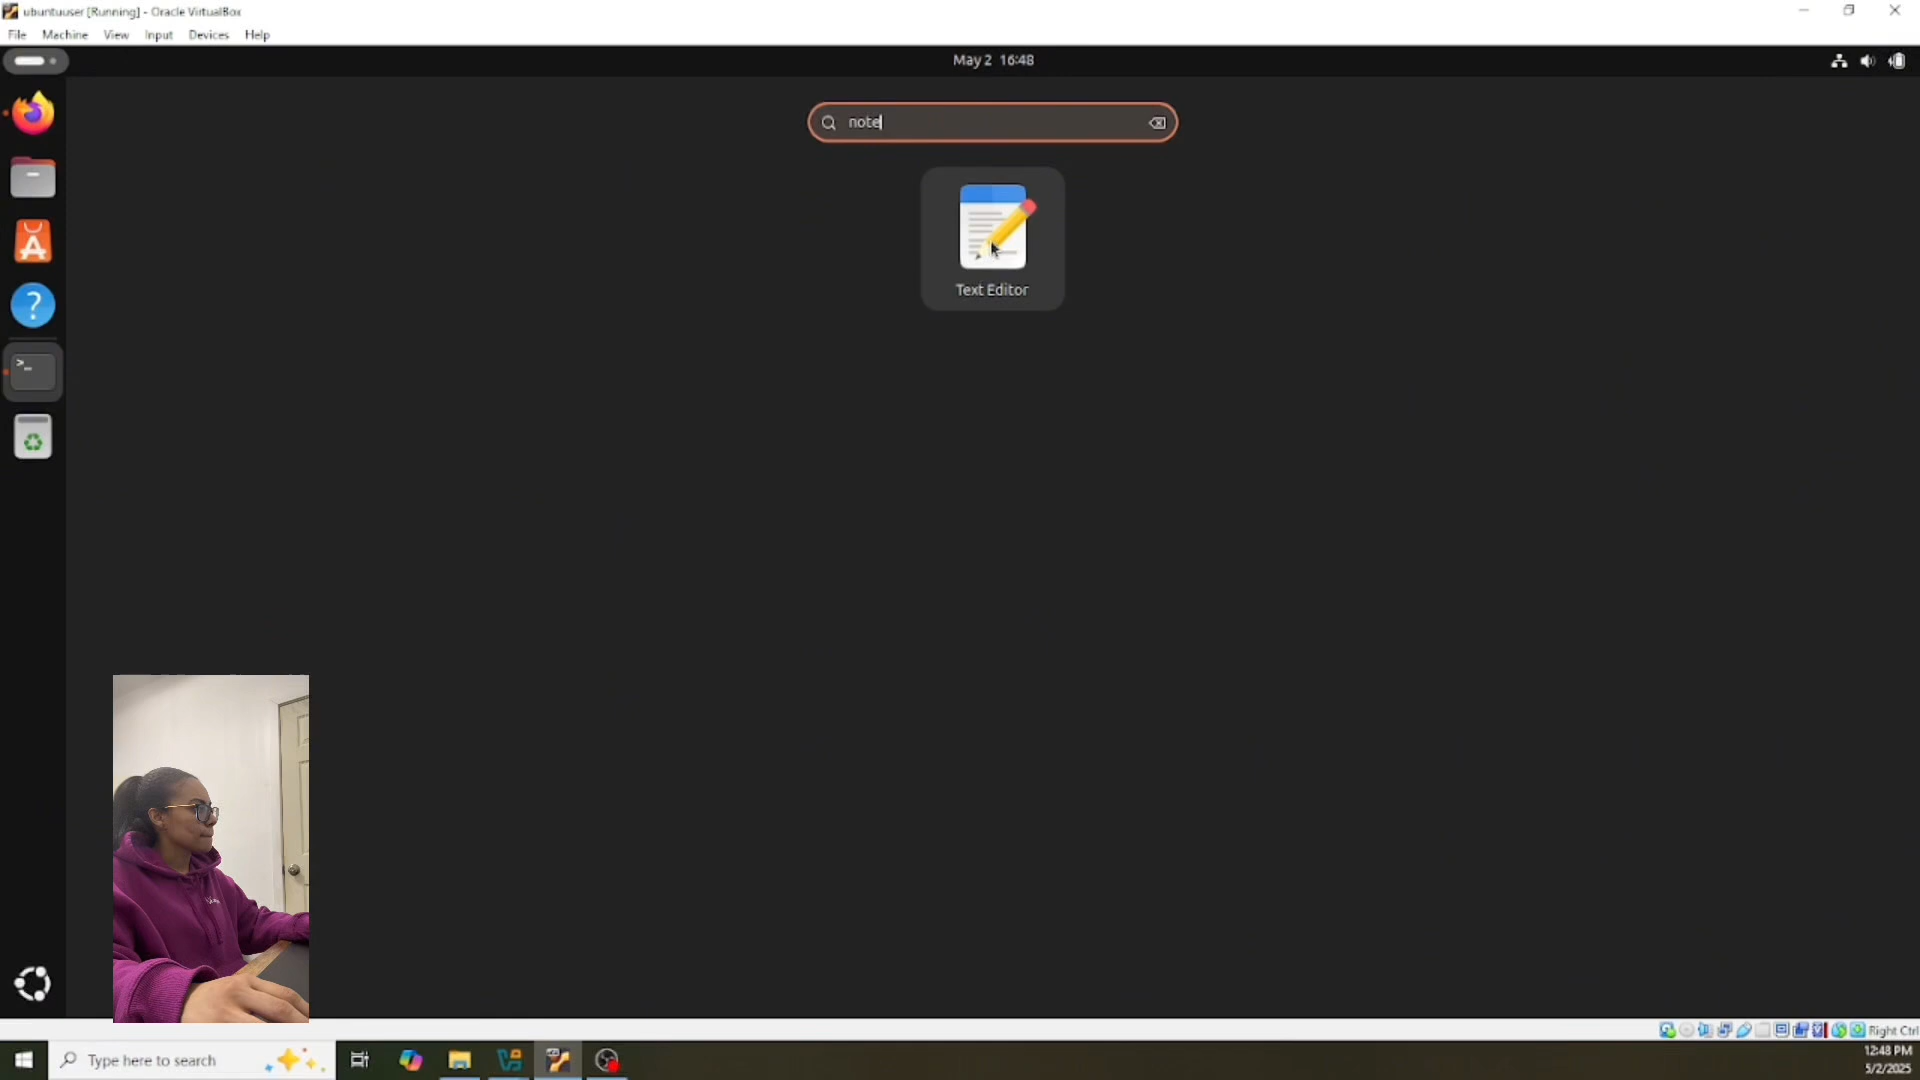 ubuntuuser [Running] - Oracle VirtualBox
File Machine View Input Devices Help
May 2 16:48
note
Text Editor
Right Ctrl
Type here to search
12:48 PM
5/2/2025